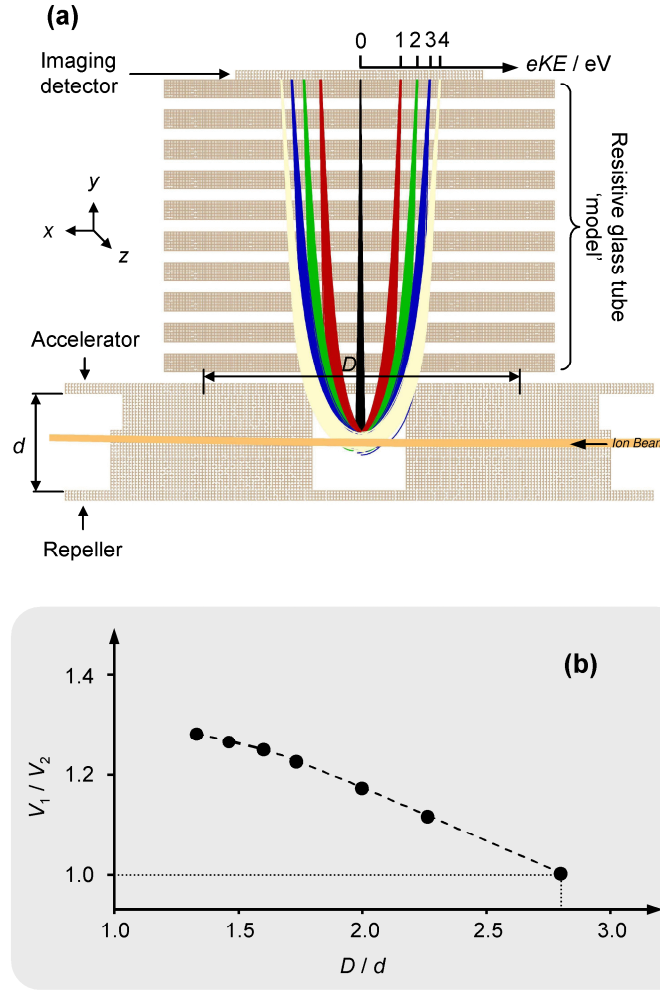 (a)
0 1 2 3 4
eKE / eV
Imaging
detector
Resistive glass tube
'model'
y
x
z
Accelerator
D
d
Ion Beam
Repeller
(b)
1.4
1.2
1.0
V1 / V2
1.0 1.5 2.0 2.5 3.0
D / d